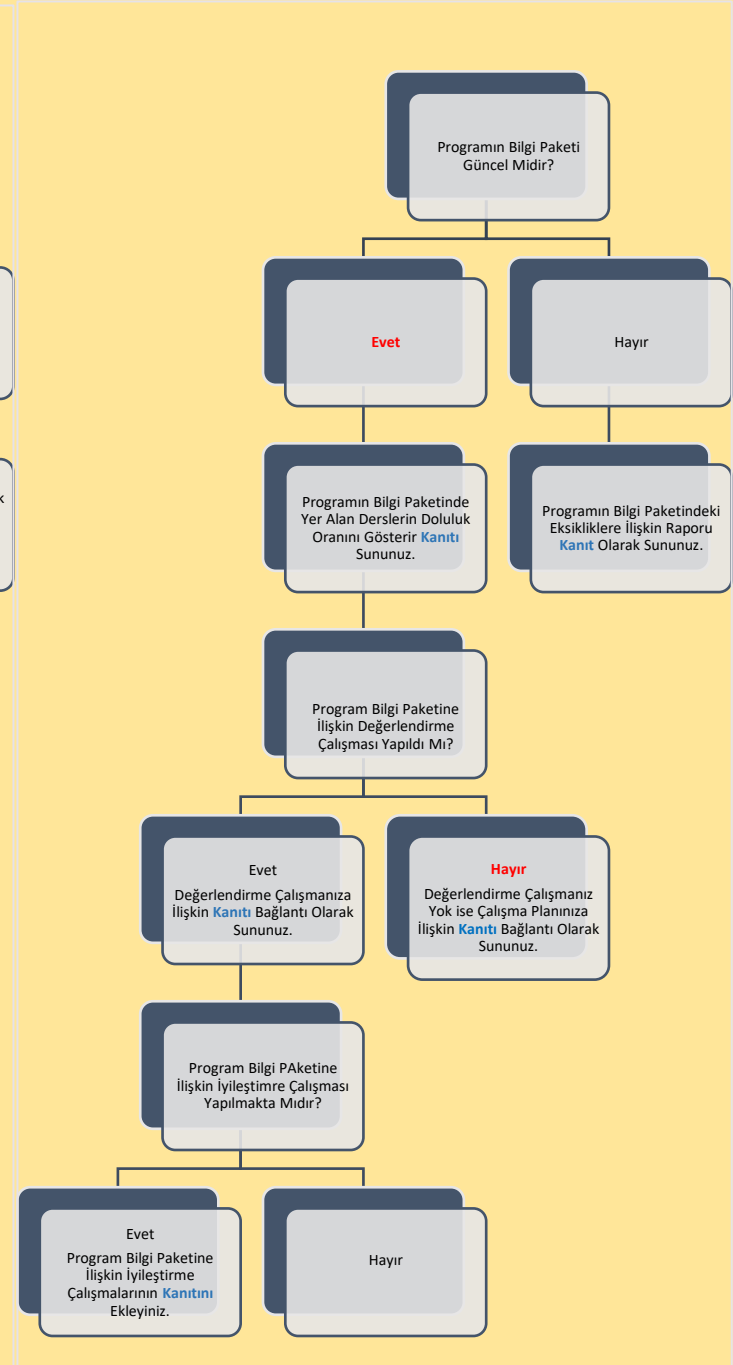 Programın Bilgi Paketi
Güncel Midir?
Evet
Hayır
Programın Bilgi Paketinde
Yer Alan Derslerin Doluluk
Oranını Gösterir Kanıtı
Sununuz.
Programın Bilgi Paketindeki
Eksikliklere İlişkin Raporu
Kanıt Olarak Sununuz.
k
Program Bilgi Paketine
İlişkin Değerlendirme
Çalışması Yapıldı Mı?
Evet
Değerlendirme Çalışmanıza
İlişkin Kanıtı Bağlantı Olarak
Sununuz.
Hayır
Değerlendirme Çalışmanız
Yok ise Çalışma Planınıza
İlişkin Kanıtı Bağlantı Olarak
Sununuz.
Program Bilgi PAketine
İlişkin İyileştimre Çalışması
Yapılmakta Mıdır?
Evet
Program Bilgi Paketine
İlişkin İyileştirme
Çalışmalarının Kanıtını
Ekleyiniz.
Hayır